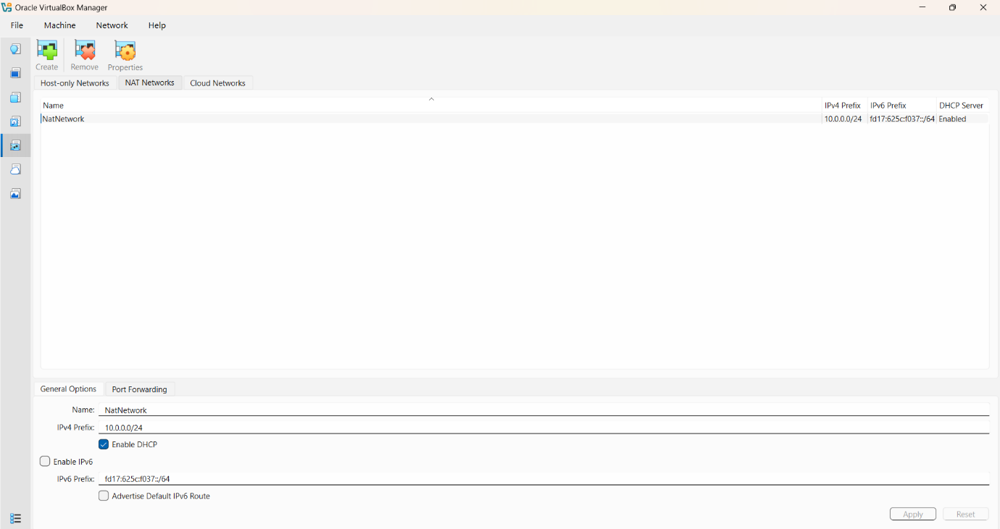 Oracle VirtualBox Manager
File Machine Network Help
Create Remove Properties
Host-only Networks NAT Networks Cloud Networks
Name IPv4 Prefix IPv6 Prefix DHCP Server
NatNetwork 10.0.0.0/24 fd17:625c:f037::/64 Enabled
General Options Port Forwarding
Name: NatNetwork
IPv4 Prefix: 10.0.0.0/24
Enable DHCP
Enable IPv6
IPv6 Prefix: fd17:625c:f037::/64
Advertise Default IPv6 Route
Apply Reset